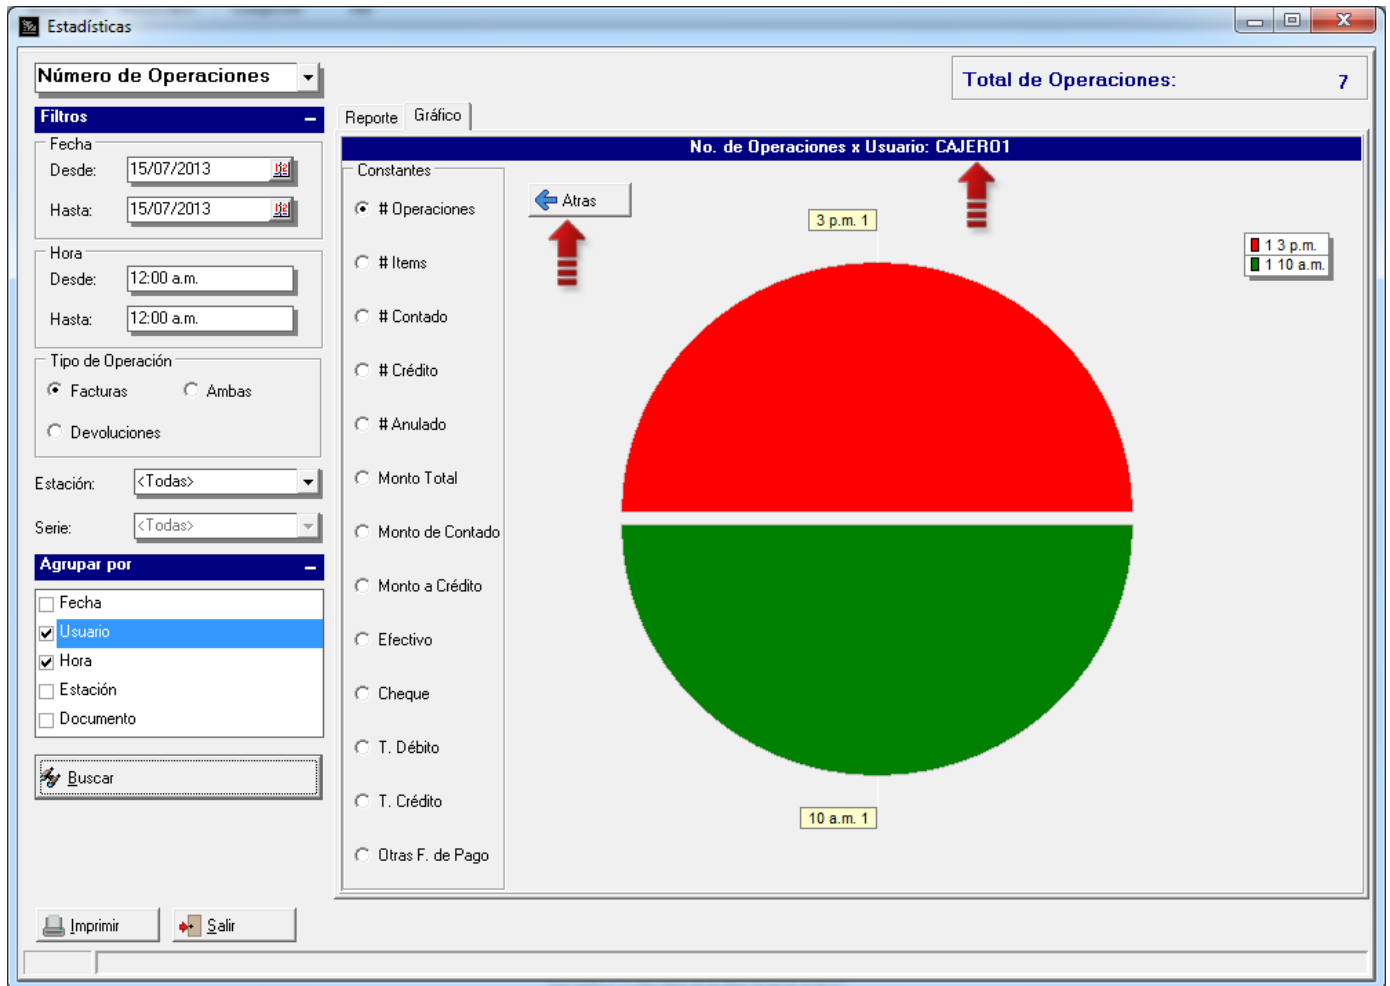 Estadísticas
Número de Operaciones
Total de Operaciones: 7
Filtros
Fecha
Desde: 15/07/2013
Hasta: 15/07/2013
Hora
Desde: 12:00 a.m.
Hasta: 12:00 a.m.
Tipo de Operación
Facturas Ambas
Devoluciones
Estación: <Todas>
Serie: <Todas>
Agrupar por
Fecha
Usuario
Hora
Estación
Documento
Buscar
Imprimir Salir
Reporte Gráfico
No. de Operaciones x Usuario: CAJERO1
Constantes
# Operaciones
# Items
# Contado
# Crédito
# Anulado
Monto Total
Monto de Contado
Monto a Crédito
Efectivo
Cheque
T. Débito
T. Crédito
Otras F. de Pago
Atras
3 p.m. 1
1 3 p.m.
1 10 a.m.
10 a.m. 1